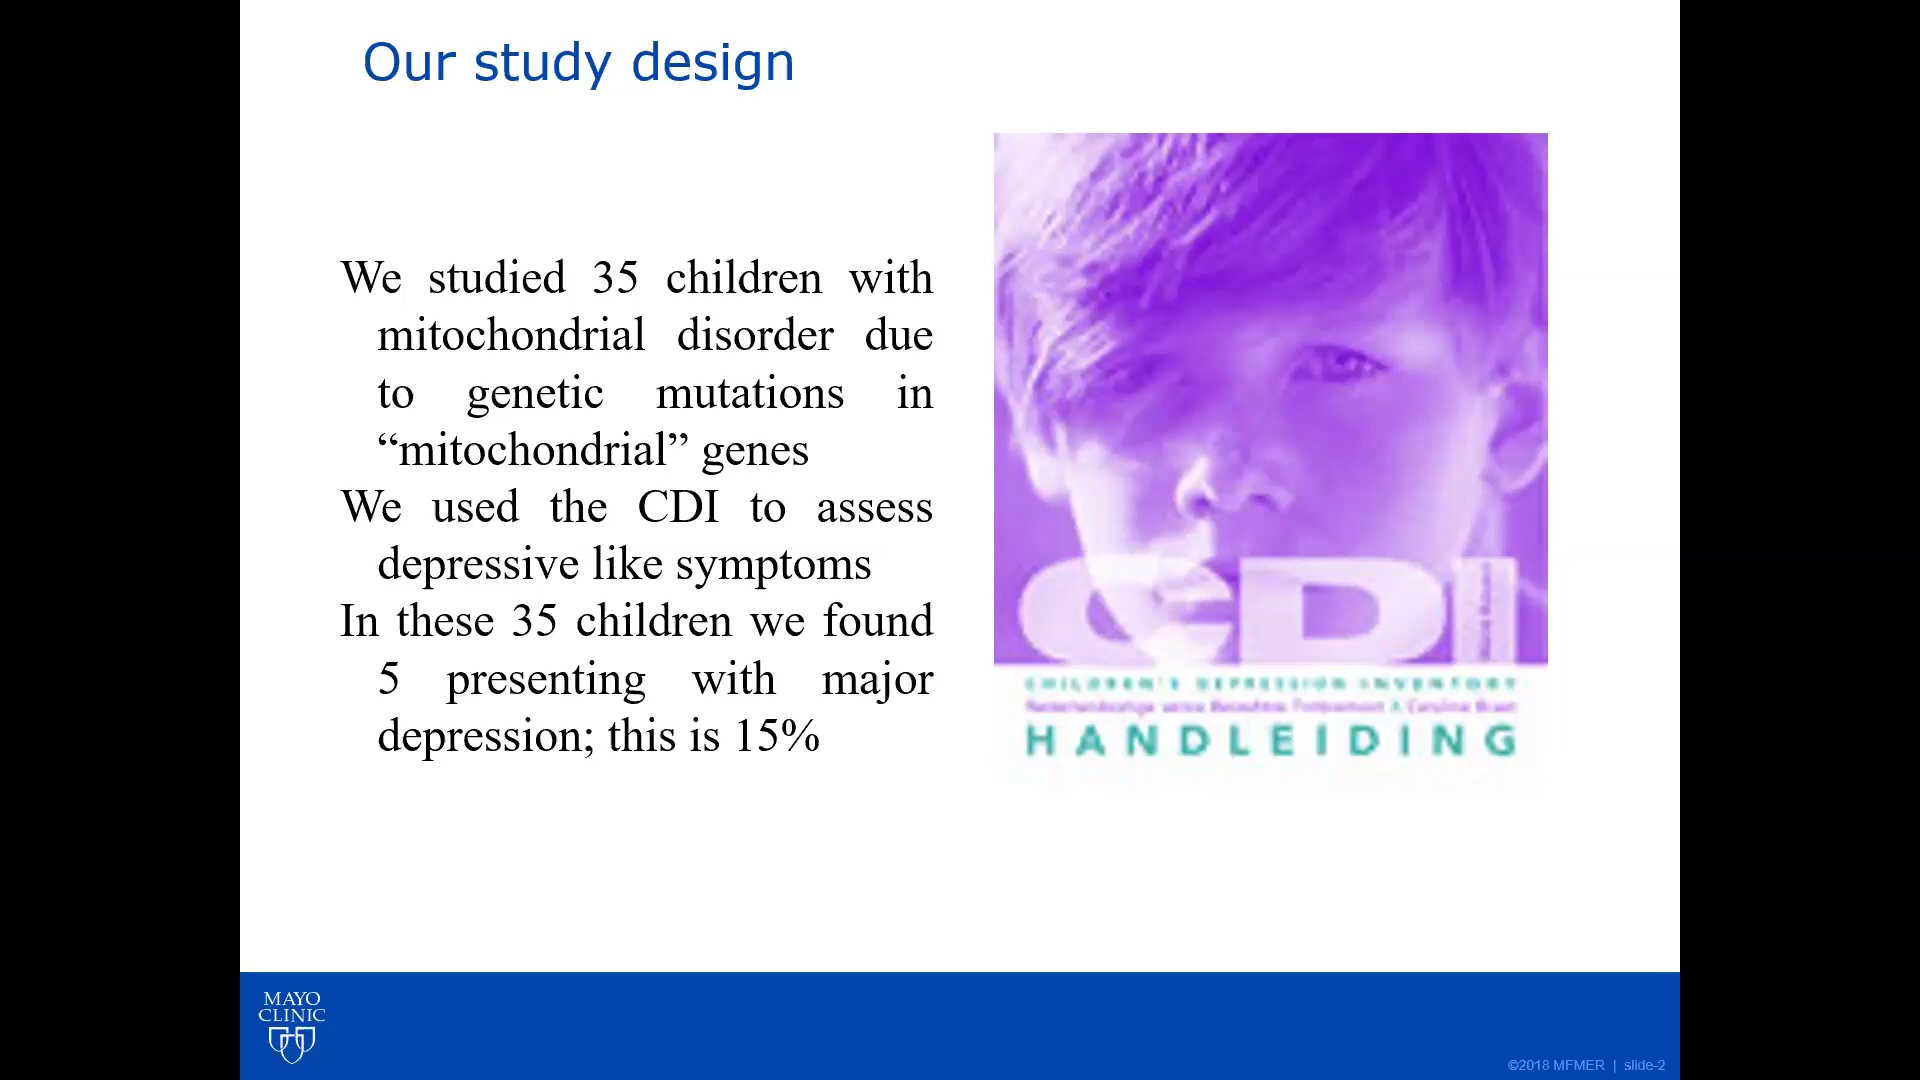 Our study design
We studied 35 children with
mitochondrial disorder due
to genetic mutations in
“mitochondrial” genes
We used the CDI to assess
depressive like symptoms
In these 35 children we found
5 presenting with major
depression; this is 15%
CDI
CHILDREN'S DEPRESSION INVENTORY
HANDLEIDING
MAYO
CLINIC
©2018 MFMER | slide-2